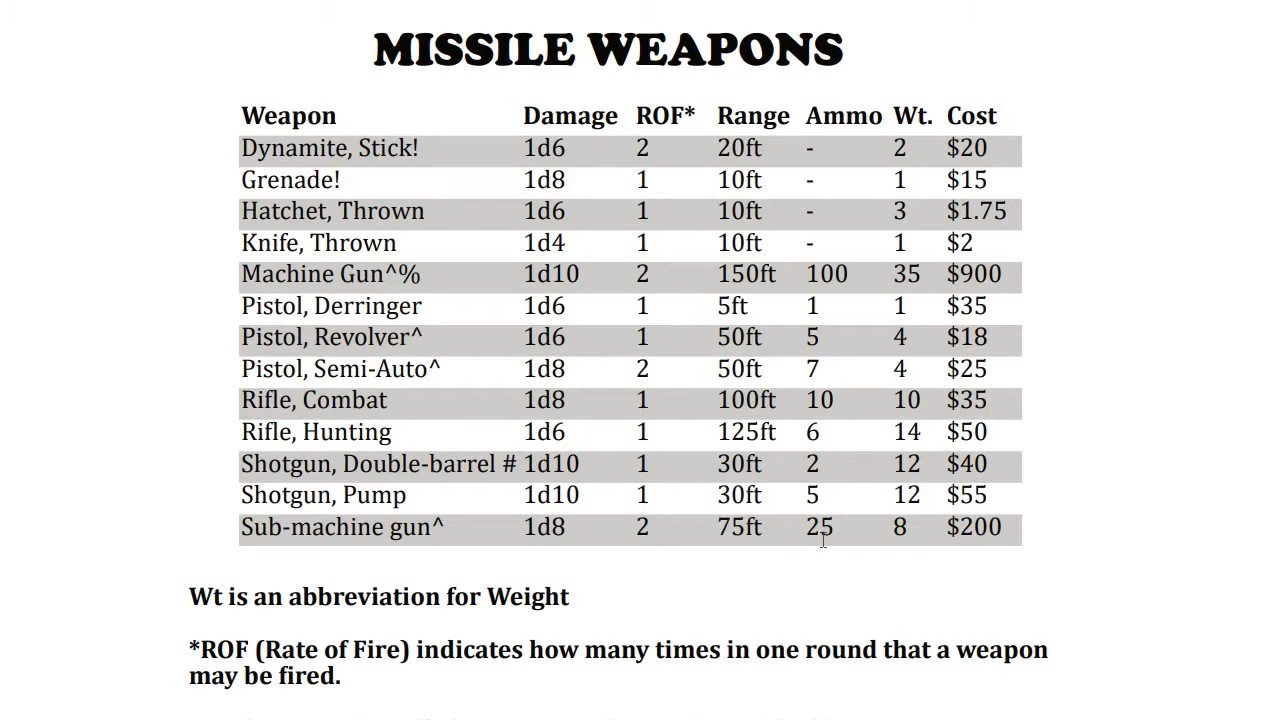 MISSILE WEAPONS
Weapon Damage ROF* Range Ammo Wt. Cost
Dynamite, Stick! 1d6 2 20ft - 2 $20
Grenade! 1d8 1 10ft - 1 $15
Hatchet, Thrown 1d6 1 10ft - 3 $1.75
Knife, Thrown 1d4 1 10ft - 1 $2
Machine Gun^% 1d10 2 150ft 100 35 $900
Pistol, Derringer 1d6 1 5ft 1 1 $35
Pistol, Revolver^ 1d6 1 50ft 5 4 $18
Pistol, Semi-Auto^ 1d8 2 50ft 7 4 $25
Rifle, Combat 1d8 1 100ft 10 10 $35
Rifle, Hunting 1d6 1 125ft 6 14 $50
Shotgun, Double-barrel # 1d10 1 30ft 2 12 $40
Shotgun, Pump 1d10 1 30ft 5 12 $55
Sub-machine gun^ 1d8 2 75ft 25 8 $200
Wt is an abbreviation for Weight
*ROF (Rate of Fire) indicates how many times in one round that a weapon
may be fired.